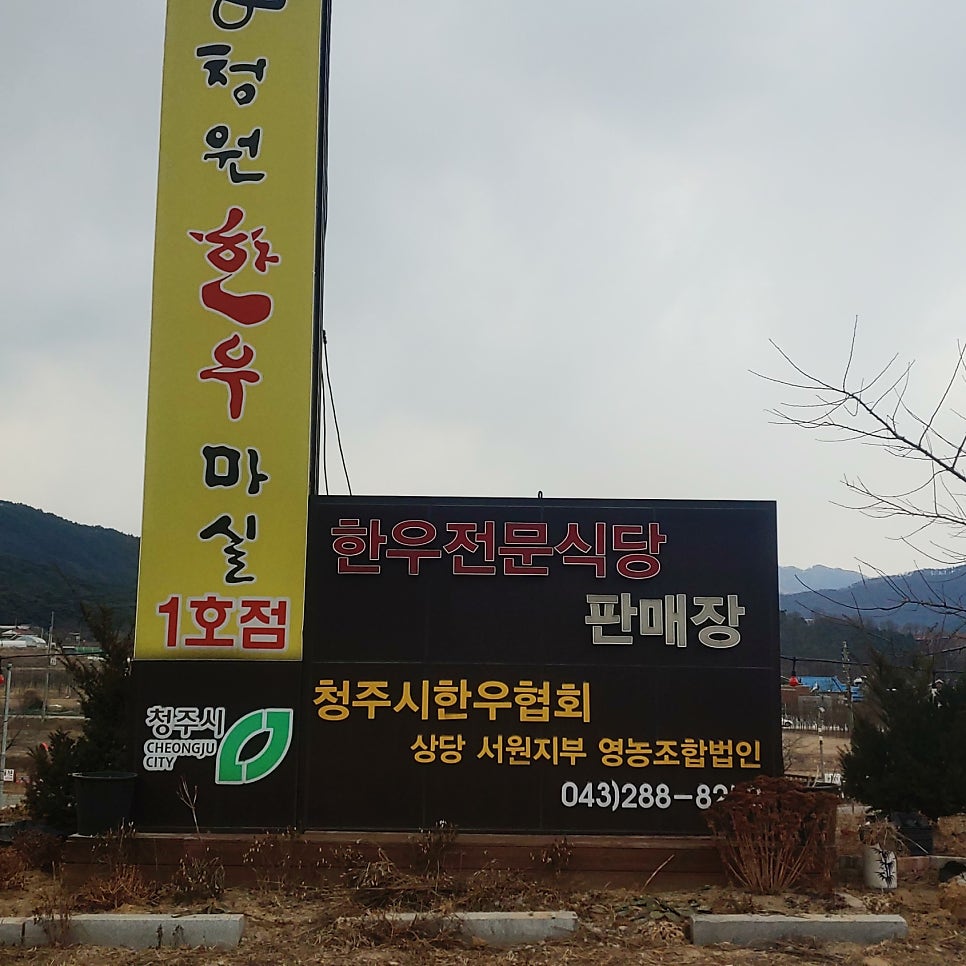 청원
한우
마실
1호점
청주시
CHEONGJU
CITY
한우전문식당
판매장
청주시한우협회
상당 서원지부 영농조합법인
043)288-82